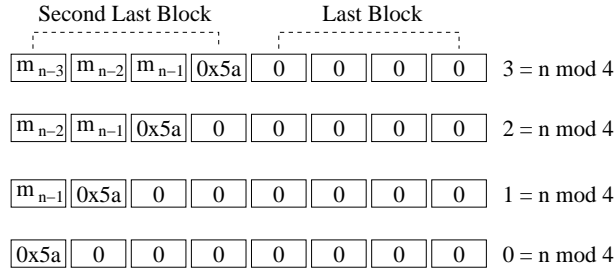 Second Last Block Last Block
m n−3 m n−2 m n−1 0x5a 0 0 0 0 3 = n mod 4
m n−2 m n−1 0x5a 0 0 0 0 0 2 = n mod 4
m n−1 0x5a 0 0 0 0 0 0 1 = n mod 4
0x5a 0 0 0 0 0 0 0 0 = n mod 4